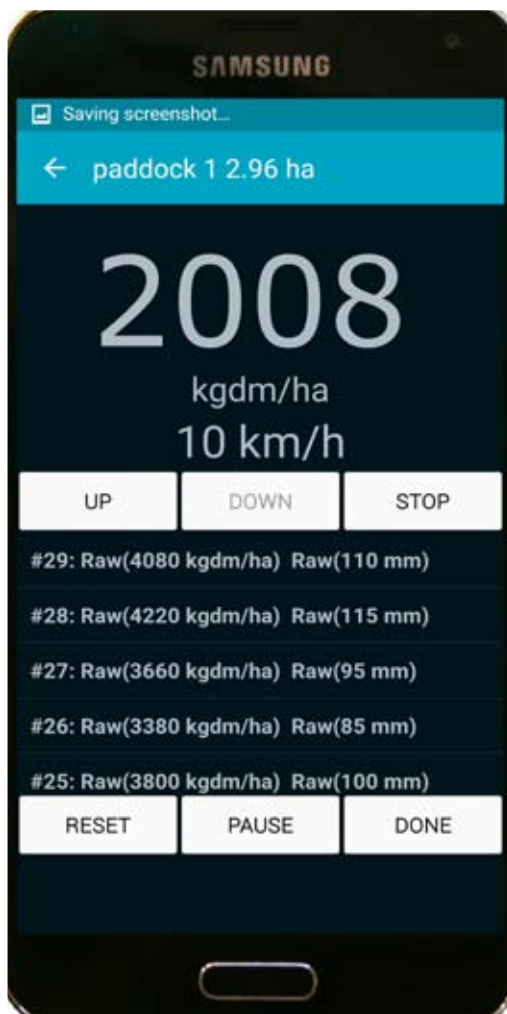 SAMSUNG
Saving screenshot...
paddock 1 2.96 ha
2008
kgdm/ha
10 km/h
UP DOWN STOP
#29: Raw(4080 kgdm/ha) Raw(110 mm)
#28: Raw(4220 kgdm/ha) Raw(115 mm)
#27: Raw(3660 kgdm/ha) Raw(95 mm)
#26: Raw(3380 kgdm/ha) Raw(85 mm)
#25: Raw(3800 kgdm/ha) Raw(100 mm)
RESET PAUSE DONE